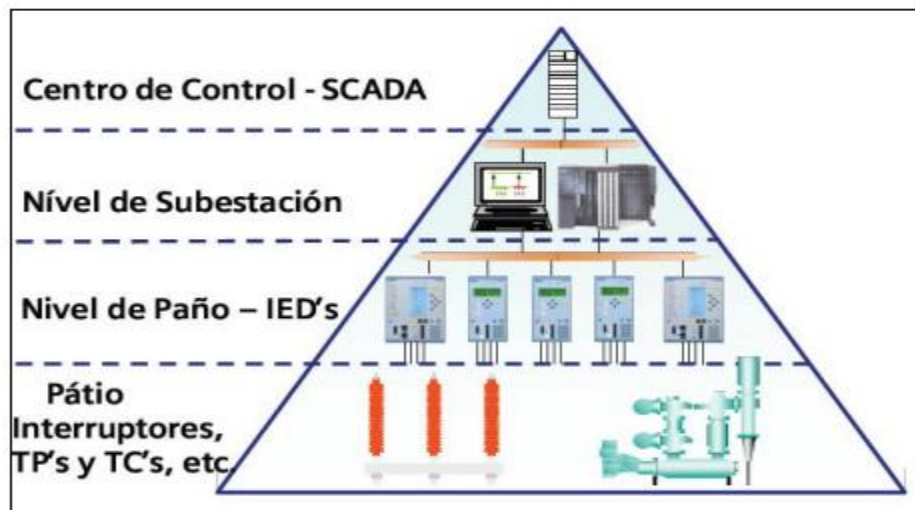 Centro de Control - SCADA
Nível de Subestación
Nivel de Paño – IED's
Pátio
Interruptores,
TP's y TC's, etc.